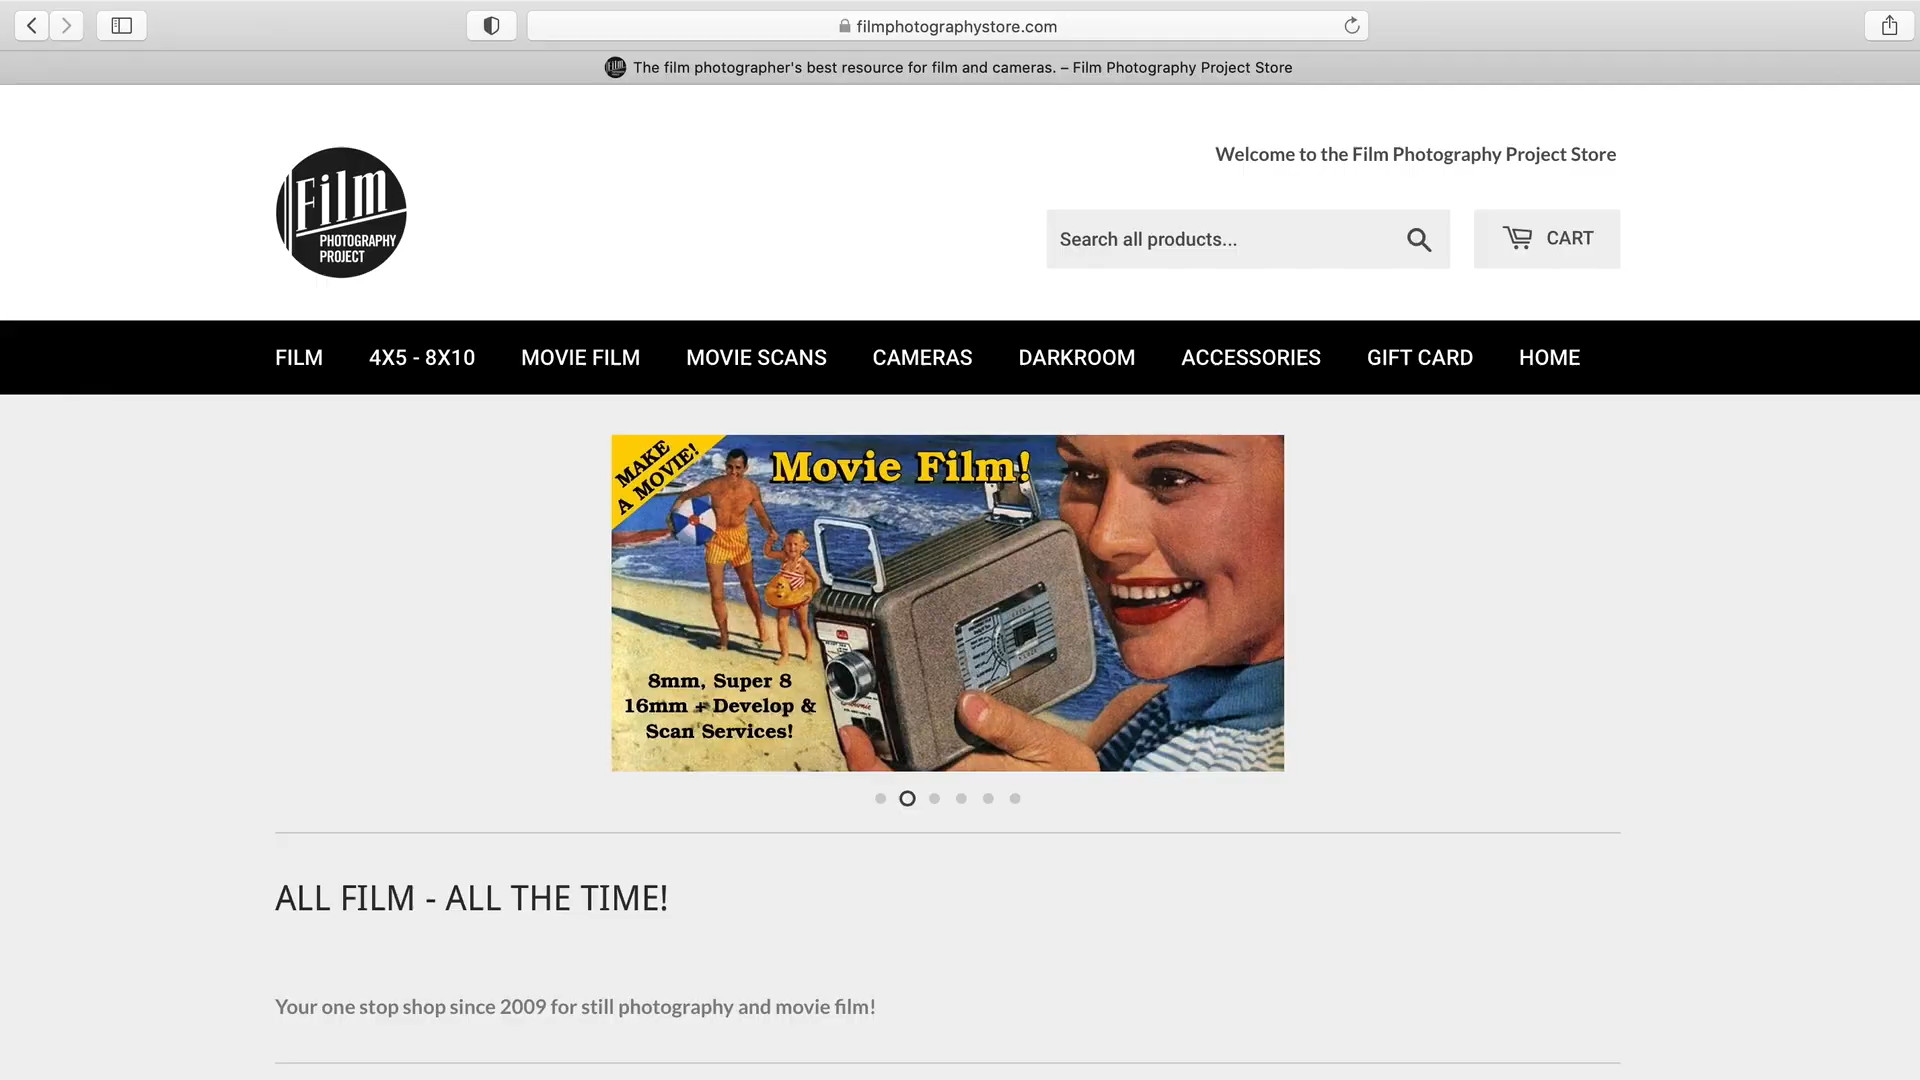 filmphotographystore.com
The film photographer's best resource for film and cameras. – Film Photography Project Store
Welcome to the Film Photography Project Store
Film
PHOTOGRAPHY
PROJECT
Search all products...
CART
FILM 4X5 - 8X10 MOVIE FILM MOVIE SCANS CAMERAS DARKROOM ACCESSORIES GIFT CARD HOME
MAKE
A MOVIE!
Movie Film!
8mm, Super 8
16mm + Develop &
Scan Services!
ALL FILM - ALL THE TIME!
Your one stop shop since 2009 for still photography and movie film!